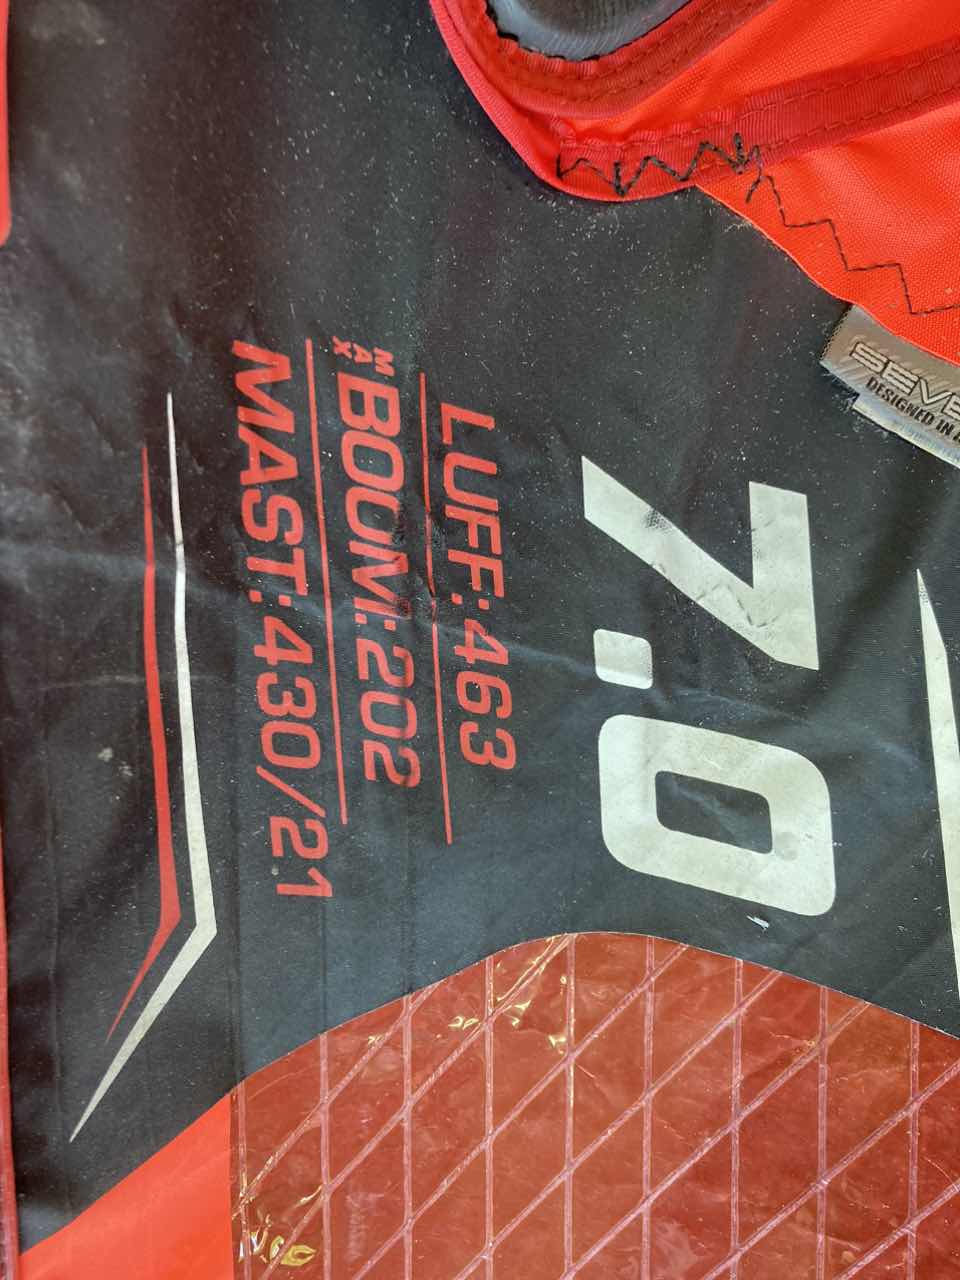 7.0
LUFF: 463
MAX BOOM: 202
MAST: 430/21
DESIGNED IN